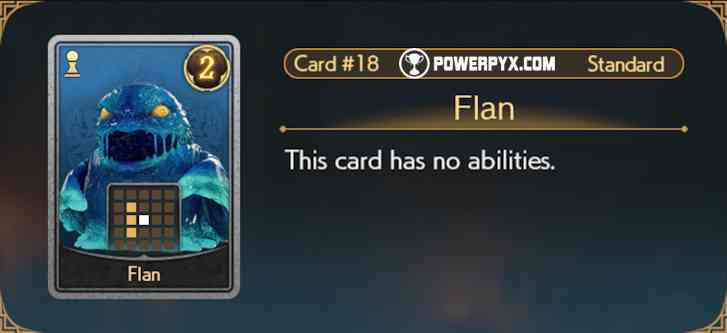 2
Flan
Card #18 POWERPYX.COM Standard
Flan
This card has no abilities.